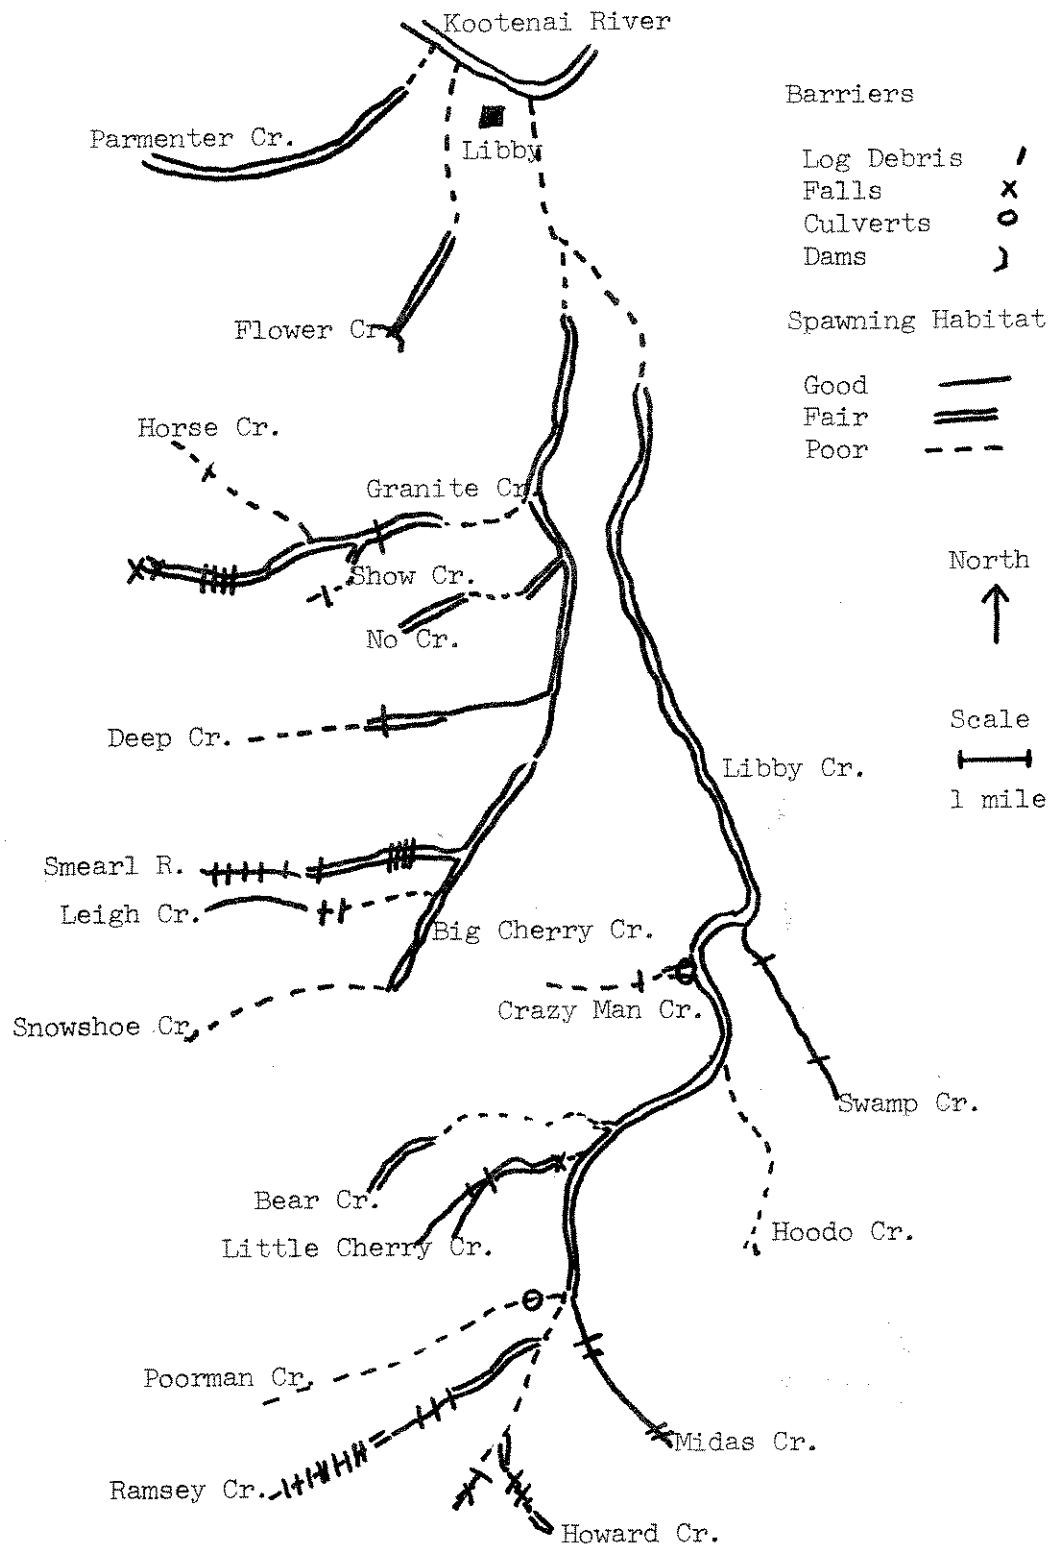 Kootenai River
Barriers
Parmenter Cr.
Libby
Log Debris
Falls
Culverts
Dams
Flower Cr.
Spawning Habitat
Good
Fair
Poor
Horse Cr.
Granite Cr.
Show Cr.
North
No Cr.
Deep Cr.
Scale
1 mile
Libby Cr.
Smearl R.
Leigh Cr.
Big Cherry Cr.
Snowshoe Cr.
Crazy Man Cr.
Swamp Cr.
Bear Cr.
Little Cherry Cr.
Hoodo Cr.
Poorman Cr.
Midas Cr.
Ramsey Cr.
Howard Cr.